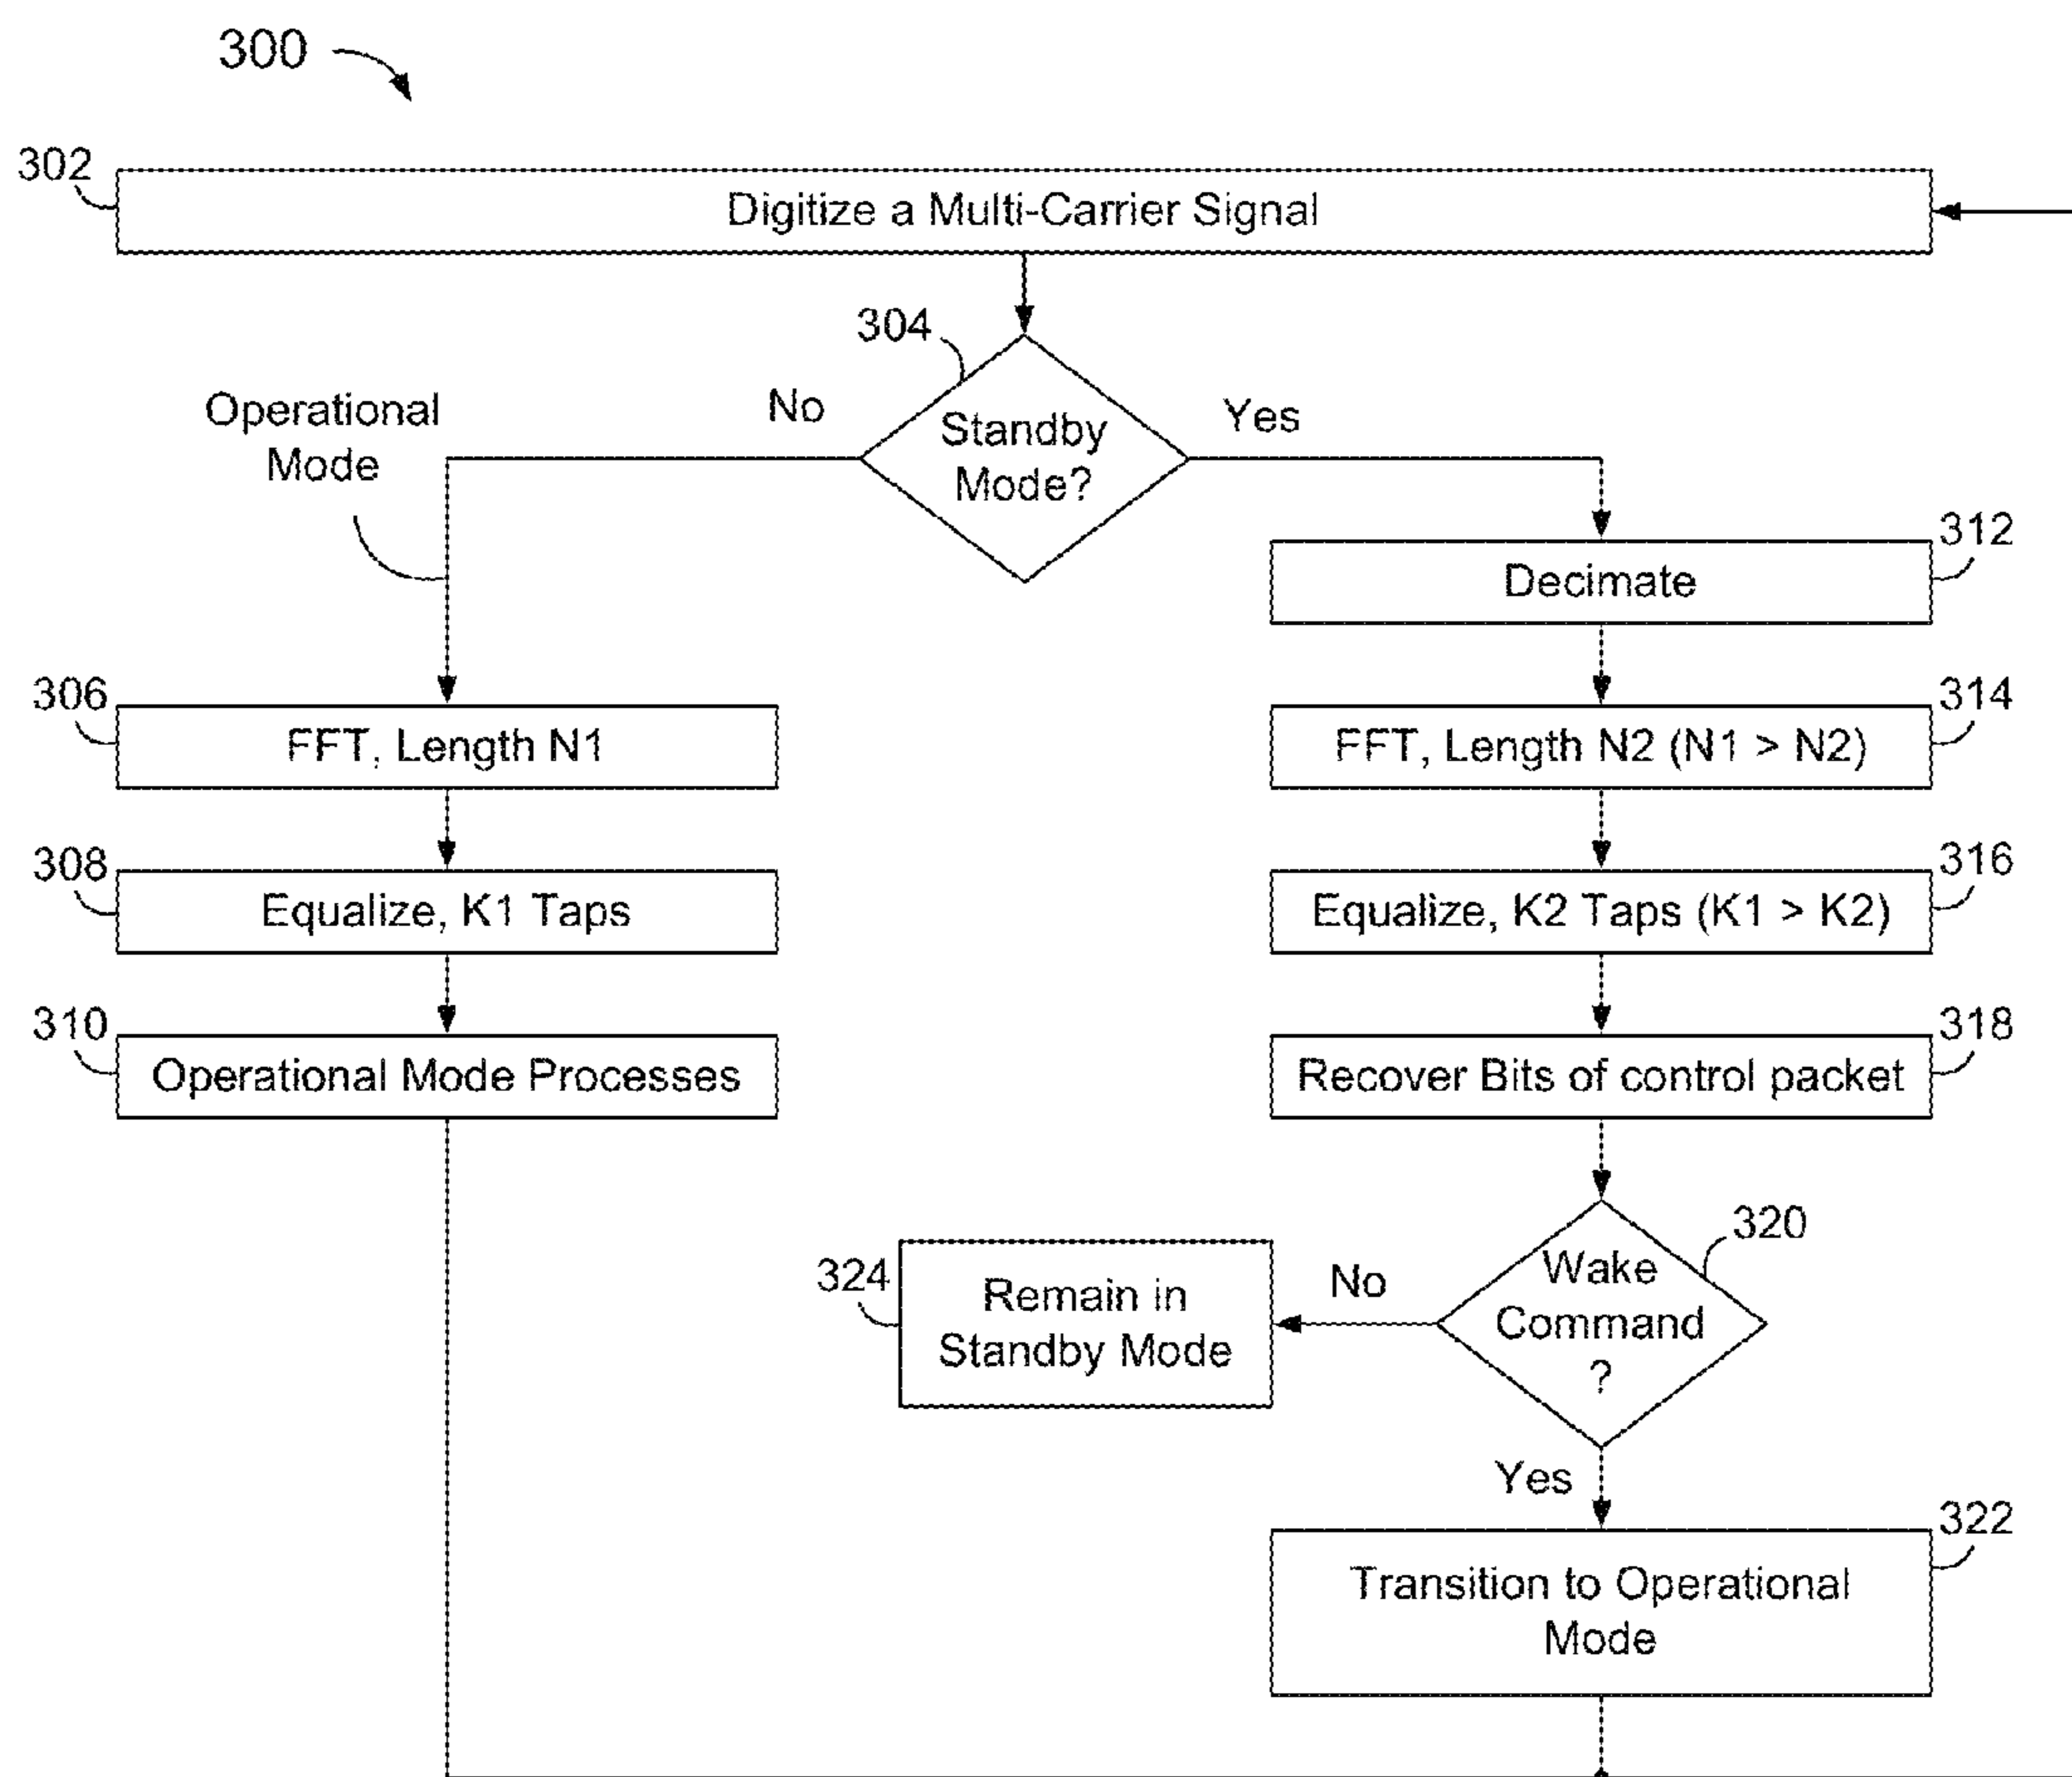 300
302
Digitize a Multi-Carrier Signal
304
Standby
Mode?
No
Yes
Operational
Mode
312
Decimate
306
FFT, Length N1
314
FFT, Length N2 (N1 > N2)
308
Equalize, K1 Taps
316
Equalize, K2 Taps (K1 > K2)
310
Operational Mode Processes
318
Recover Bits of control packet
320
Wake
Command
?
No
324
Remain in
Standby Mode
Yes
322
Transition to Operational
Mode